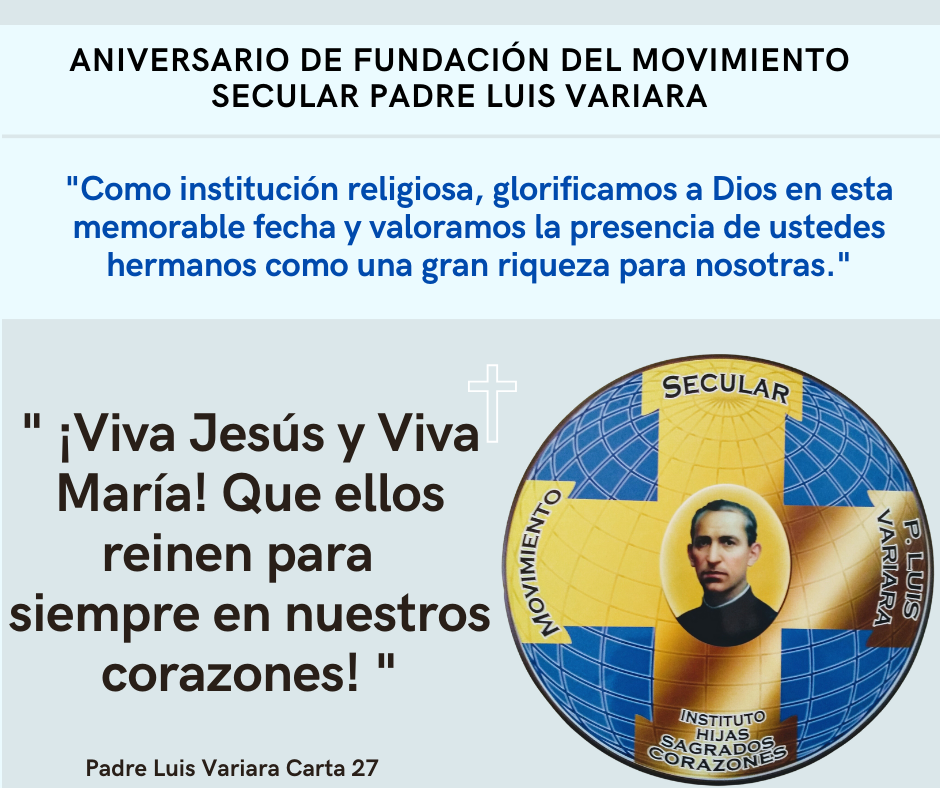 ANIVERSARIO DE FUNDACIÓN DEL MOVIMIENTO
SECULAR PADRE LUIS VARIARA
"Como institución religiosa, glorificamos a Dios en esta
memorable fecha y valoramos la presencia de ustedes
hermanos como una gran riqueza para nosotras."
" ¡Viva Jesús y Viva
María! Que ellos
reinen para
siempre en nuestros
corazones! "
Padre Luis Variara Carta 27
SECULAR
MOVIMIENTO
P. LUIS
VARIARA
INSTITUTO
HIJAS
SAGRADOS
CORAZONES